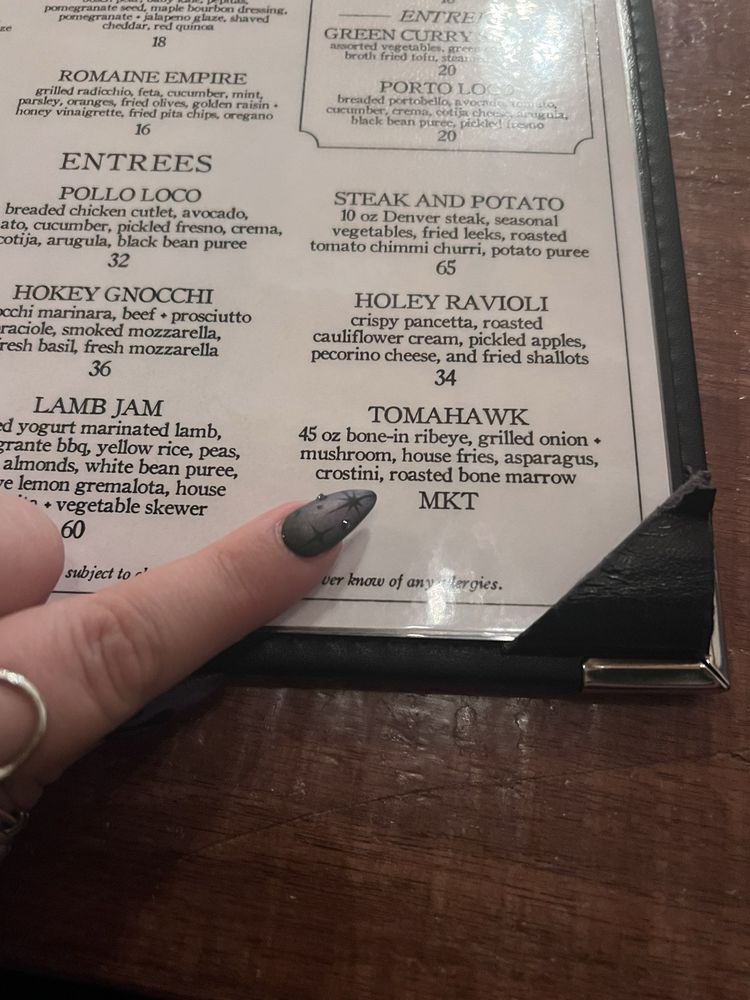 pomegranate seed, maple bourbon dressing,
pomegranate + jalapeno glaze, shaved
cheddar, red quinoa
18
ROMAINE EMPIRE
grilled radicchio, feta, cucumber, mint,
parsley, oranges, fried olives, golden raisin +
honey vinaigrette, fried pita chips, oregano
16
ENTREES
POLLO LOCO
breaded chicken cutlet, avocado,
cucumber, pickled fresno, crema,
cotija, arugula, black bean puree
32
HOKEY GNOCCHI
marinara, beef + prosciutto
smoked mozzarella,
fresh basil, fresh mozzarella
36
LAMB JAM
yogurt marinated lamb,
bbq, yellow rice, peas,
almonds, white bean puree,
lemon gremalota, house
+ vegetable skewer
60
subject to
GREEN CURRY
assorted vegetables,
broth fried tofu,
20
PORTO
breaded portobello, avocado,
cucumber, crema, cotija cheese, arugula,
black bean puree, pickled fresno
20
STEAK AND POTATO
10 oz Denver steak, seasonal
vegetables, fried leeks, roasted
tomato chimmi churri, potato puree
65
HOLEY RAVIOLI
crispy pancetta, roasted
cauliflower cream, pickled apples,
pecorino cheese, and fried shallots
34
TOMAHAWK
45 oz bone-in ribeye, grilled onion +
mushroom, house fries, asparagus,
crostini, roasted bone marrow
MKT
know of any allergies.